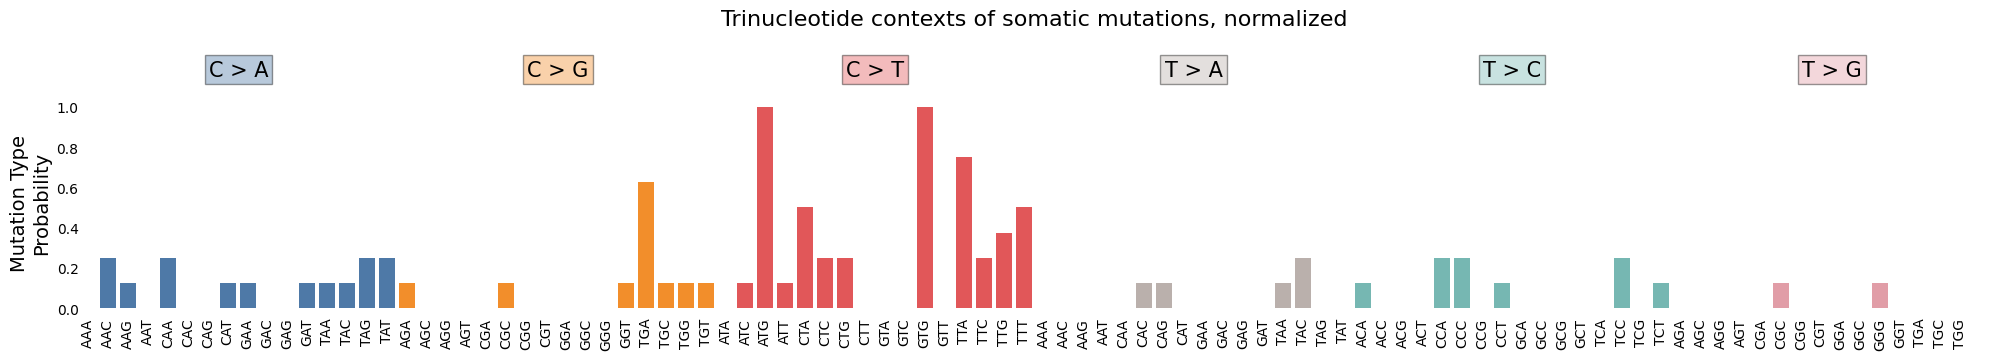 Trinucleotide contexts of somatic mutations, normalized
C > A C > G C > T T > A T > C T > G
Mutation Type
Probability
1.0
0.8
0.6
0.4
0.2
0.0
AAA AAC AAG AAT CAA CAC CAG CAT GAA GAC GAG GAT TAA TAC TAG TAT AGA AGC AGG AGT CGA CGC CGG CGT GGA GGC GGG GGT TGA TGC TGG TGT ATA ATC ATG ATT CTA CTC CTG CTT GTA GTC GTG GTT TTA TTC TTG TTT AAA AAC AAG AAT CAA CAC CAG CAT GAA GAC GAG GAT TAA TAC TAG TAT ACA ACC ACG ACT CCA CCC CCG CCT GCA GCC GCG GCT TCA TCC TCG TCT AGA AGC AGG AGT CGA CGC CGG CGT GGA GGC GGG GGT TGA TGC TGG